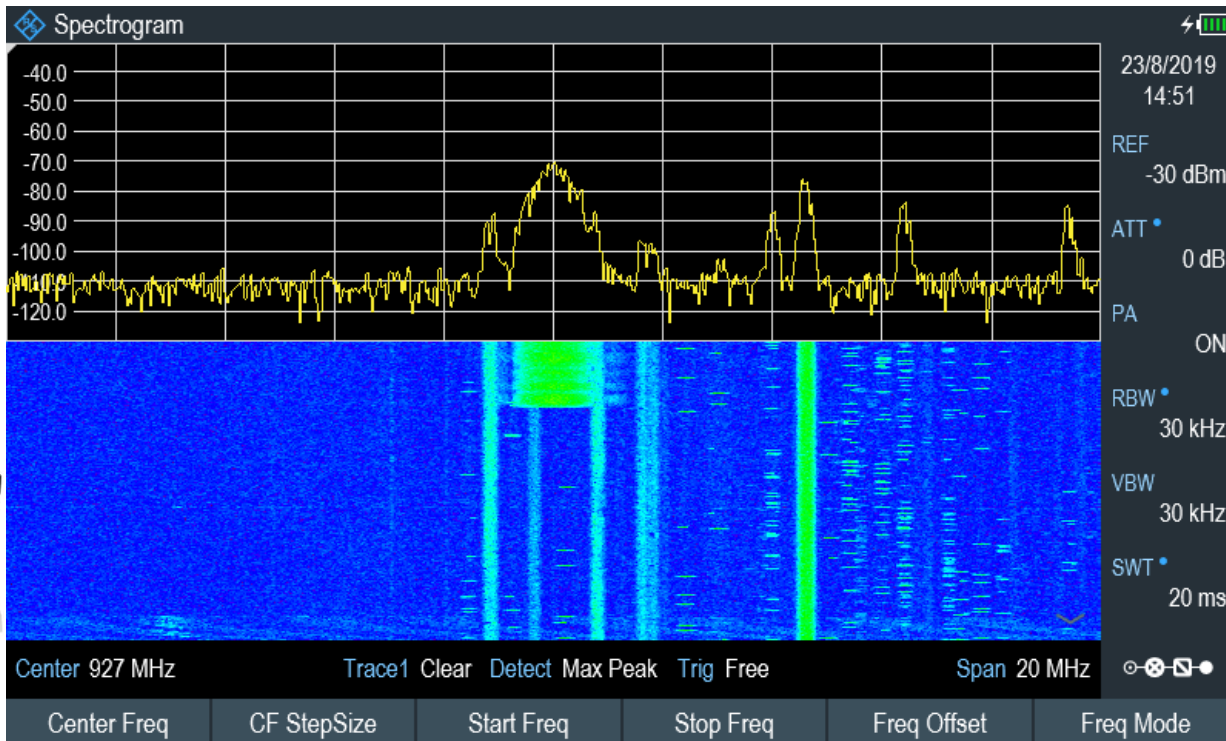 Spectrogram
-40.0
-50.0
-60.0
-70.0
-80.0
-90.0
-100.0
-110.0
-120.0
23/8/2019
14:51
REF
-30 dBm
ATT
0 dB
PA
ON
RBW
30 kHz
VBW
30 kHz
SWT
20 ms
Center 927 MHz Trace1 Clear Detect Max Peak Trig Free Span 20 MHz
Center Freq CF StepSize Start Freq Stop Freq Freq Offset Freq Mode